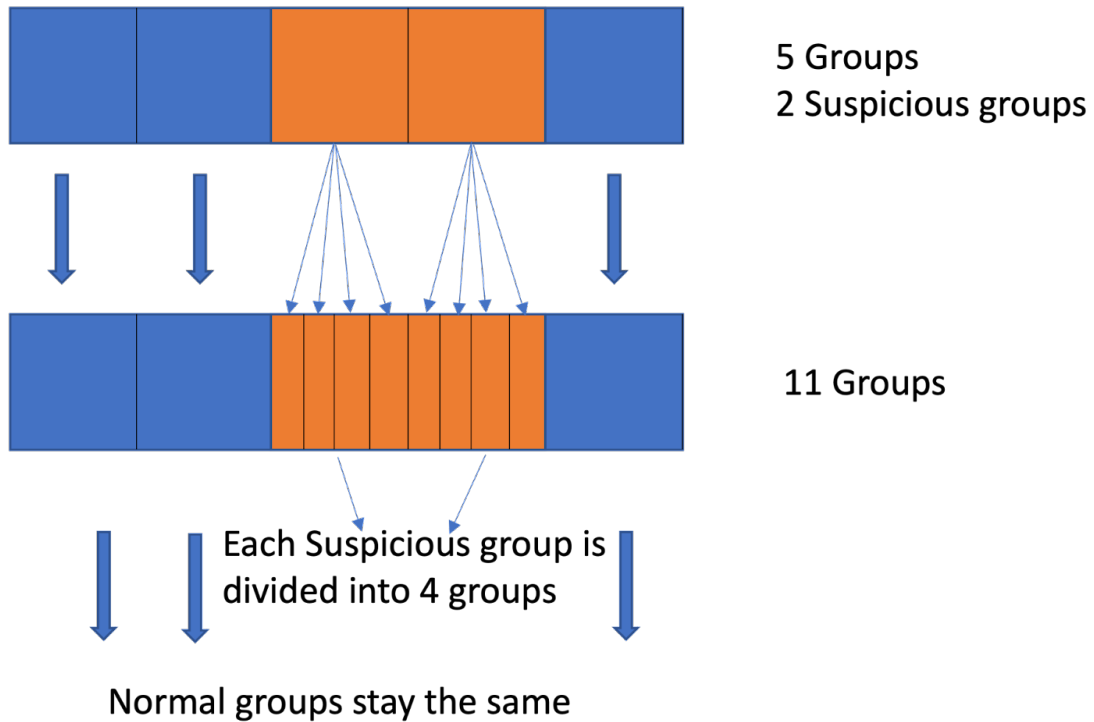 5 Groups
2 Suspicious groups
11 Groups
Each Suspicious group is
divided into 4 groups
Normal groups stay the same